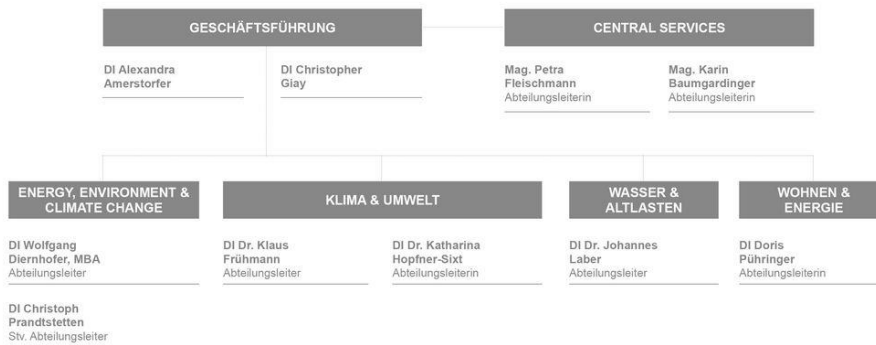 GESCHÄFTSFÜHRUNG
CENTRAL SERVICES
DI Alexandra
Amerstorfer
DI Christopher
Giay
Mag. Petra
Fleischmann
Abteilungsleiterin
Mag. Karin
Baumgardinger
Abteilungsleiterin
ENERGY, ENVIRONMENT &
CLIMATE CHANGE
KLIMA & UMWELT
WASSER &
ALTLASTEN
WOHNEN &
ENERGIE
DI Wolfgang
Diernhofer, MBA
Abteilungsleiter
DI Christoph
Prandtstetten
Stv. Abteilungsleiter
DI Dr. Klaus
Frühmann
Abteilungsleiter
DI Dr. Katharina
Hopfner-Sixt
Abteilungsleiterin
DI Dr. Johannes
Laber
Abteilungsleiter
DI Doris
Pühringer
Abteilungsleiterin